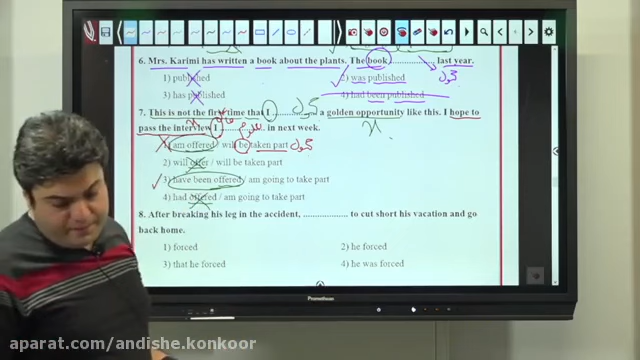 6. Mrs. Karimi has written a book about the plants. The book .............. last year.
1) published
2) was published
3) has published
4) had been published
7. This is not the first time that I ........... a golden opportunity like this. I hope to
pass the interview I .............. in next week.
1) am offered / will be taken part
2) will offer / will be taken part
3) have been offered / am going to take part
4) had offered / am going to take part
8. After breaking his leg in the accident, .................. to cut short his vacation and go
back home.
1) forced
2) he forced
3) that he forced
4) he was forced
Promethean
aparat.com/andishe.konkoor